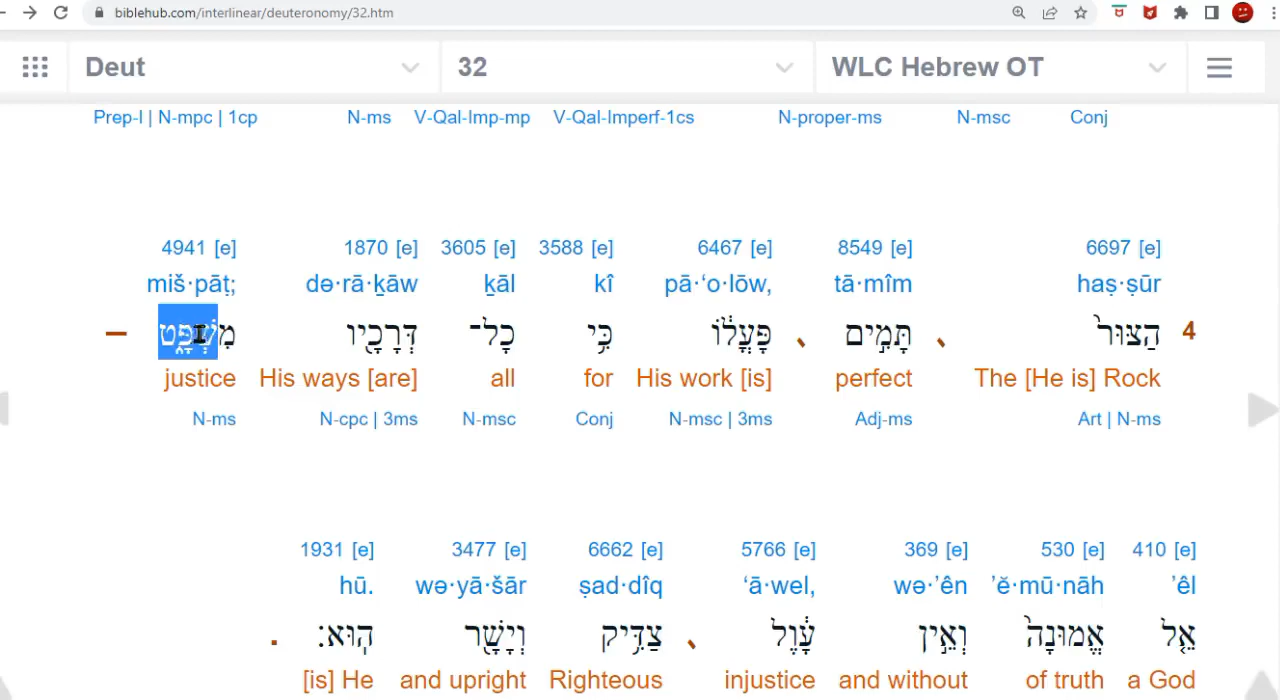 biblehub.com/interlinear/deuteronomy/32.htm
Deut 32 WLC Hebrew OT
Conj N-msc N-proper-ms V-Qal-Imperf-1cs V-Qal-Imp-mp N-ms Prep-l | N-mpc | 1cp
6697 [e] 8549 [e] 6467 [e] 3588 [e] 3605 [e] 1870 [e] 4941 [e]
haṣ·ṣūr tā·mîm pā·‘o·lōw, kî ḵāl də·rā·ḵāw miš·pāṭ;
4 הַצּוּר֙ 、 תָּמִ֣ים 、 פָּעֳל֔וֹ כִּ֥י כָל־ דְּרָכָ֖יו מִשְׁפָּ֑ט –
The [He is] Rock perfect His work [is] for all His ways [are] justice
Art | N-ms Adj-ms N-msc | 3ms Conj N-msc N-cpc | 3ms N-ms
410 [e] 530 [e] 369 [e] 5766 [e] 6662 [e] 3477 [e] 1931 [e]
’êl ’ĕ·mū·nāh wə·’ên ‘ā·wel, ṣad·dîq wə·yā·šār hū.
אֵ֤ל אֱמוּנָה֙ וְאֵ֣ין עָ֔וֶל 、 צַדִּ֥יק וְיָשָׁ֖ר הֽוּא׃ .
a God of truth and without injustice Righteous and upright [is] He